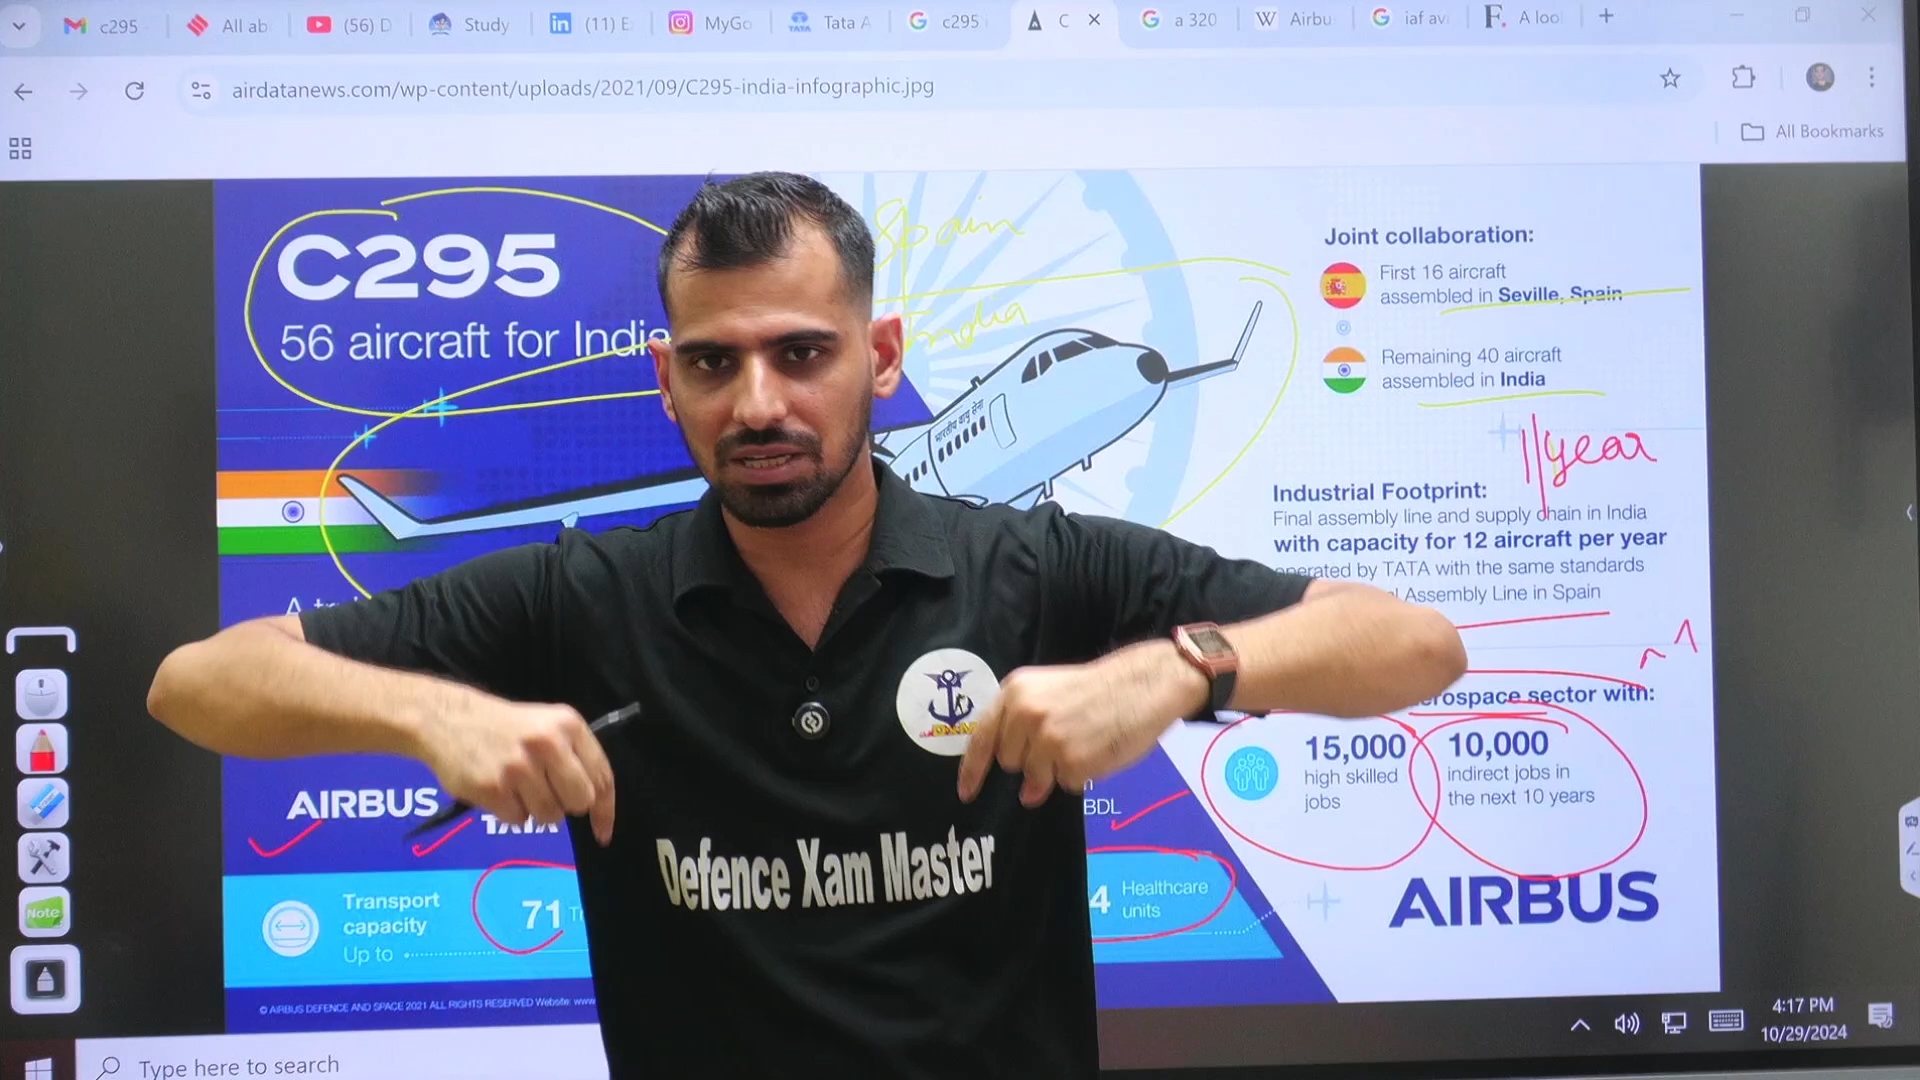 c295
All ab
(56) D
Study
(11) E
MyGo
Tata A
c295
C
a 320
Airbu
iaf avi
A loo
airdatanews.com/wp-content/uploads/2021/09/C295-india-infographic.jpg
All Bookmarks
C295
56 aircraft for India
Spain
India
भारतीय वायु सेना
Joint collaboration:
First 16 aircraft
assembled in Seville, Spain
Remaining 40 aircraft
assembled in India
1/year
Industrial Footprint:
Final assembly line and supply chain in India
with capacity for 12 aircraft per year
operated by TATA with the same standards
Assembly Line in Spain
sector with:
15,000
high skilled
jobs
10,000
indirect jobs in
the next 10 years
AIRBUS
TATA
BDL
Transport
capacity
Up to
71
4 Healthcare
units
AIRBUS
© AIRBUS DEFENCE AND SPACE 2021 ALL RIGHTS RESERVED Website: www
Defence Xam Master
Note
Type here to search
4:17 PM
10/29/2024